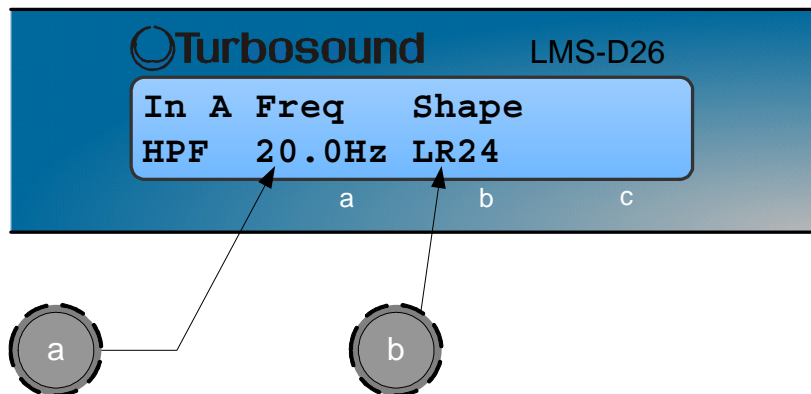 Turbosound LMS-D26
In A Freq Shape
HPF 20.0Hz LR24
a b c
a b